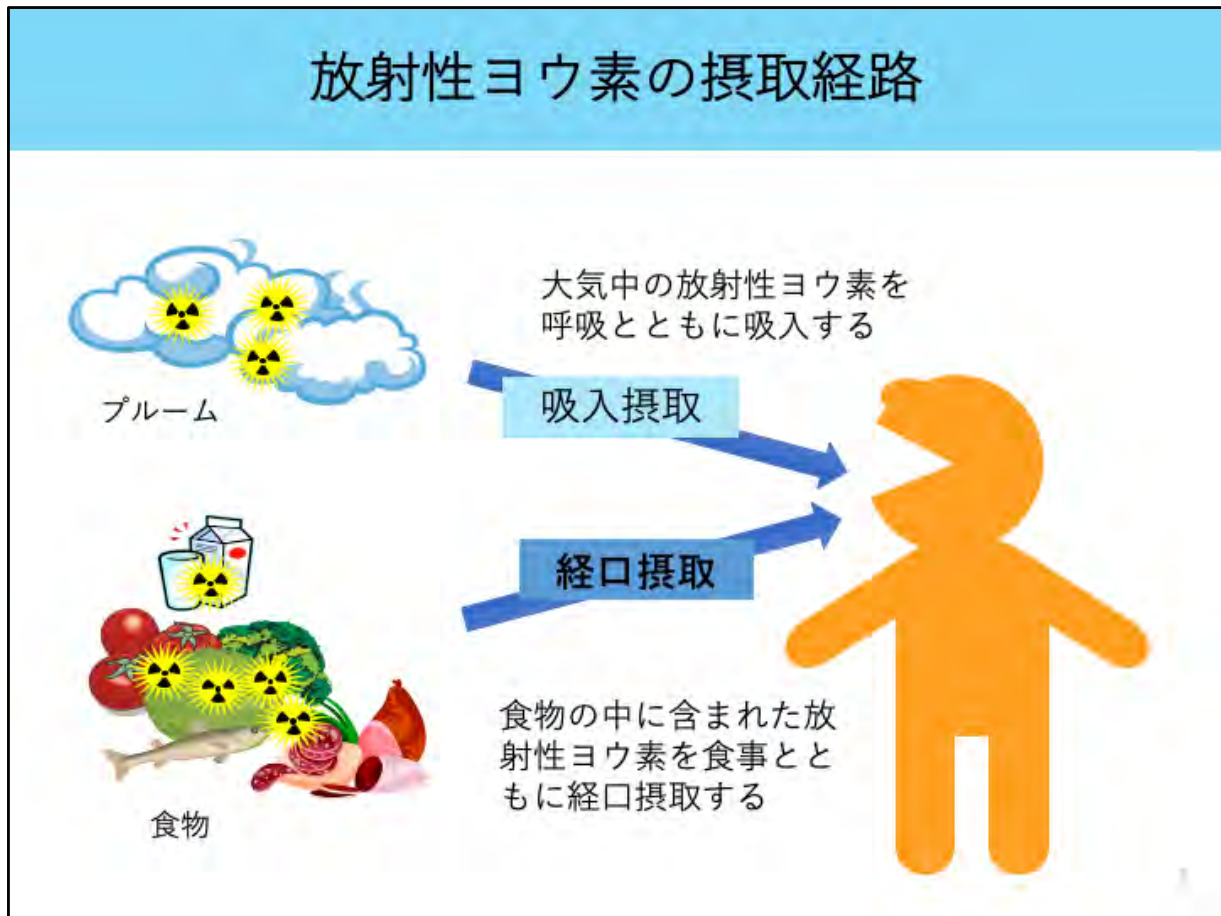 放射性ヨウ素の摂取経路
大気中の放射性ヨウ素を
呼吸とともに吸入する
プルーム
吸入摂取
経口摂取
食物の中に含まれた放
射性ヨウ素を食事とと
もに経口摂取する
食物